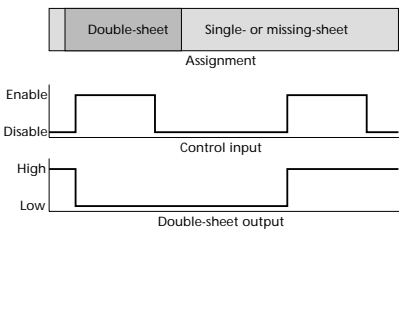 Double-sheet
Single- or missing-sheet
Assignment
Enable
Disable
Control input
High
Low
Double-sheet output